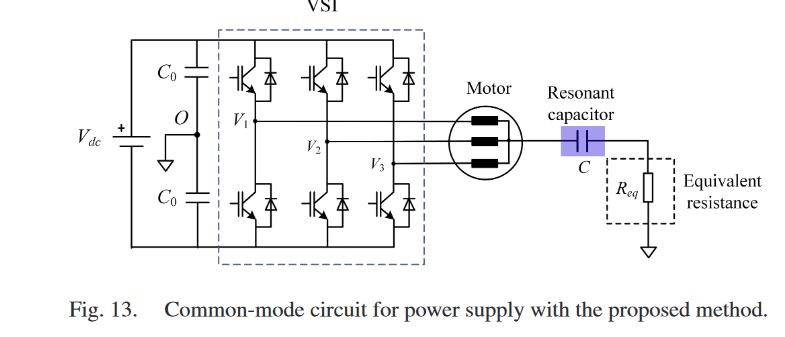 VSI
C0
Motor
Resonant
capacitor
O
V1
+
Vdc
V2
V3
C
Req
Equivalent
resistance
C0
Fig. 13. Common-mode circuit for power supply with the proposed method.